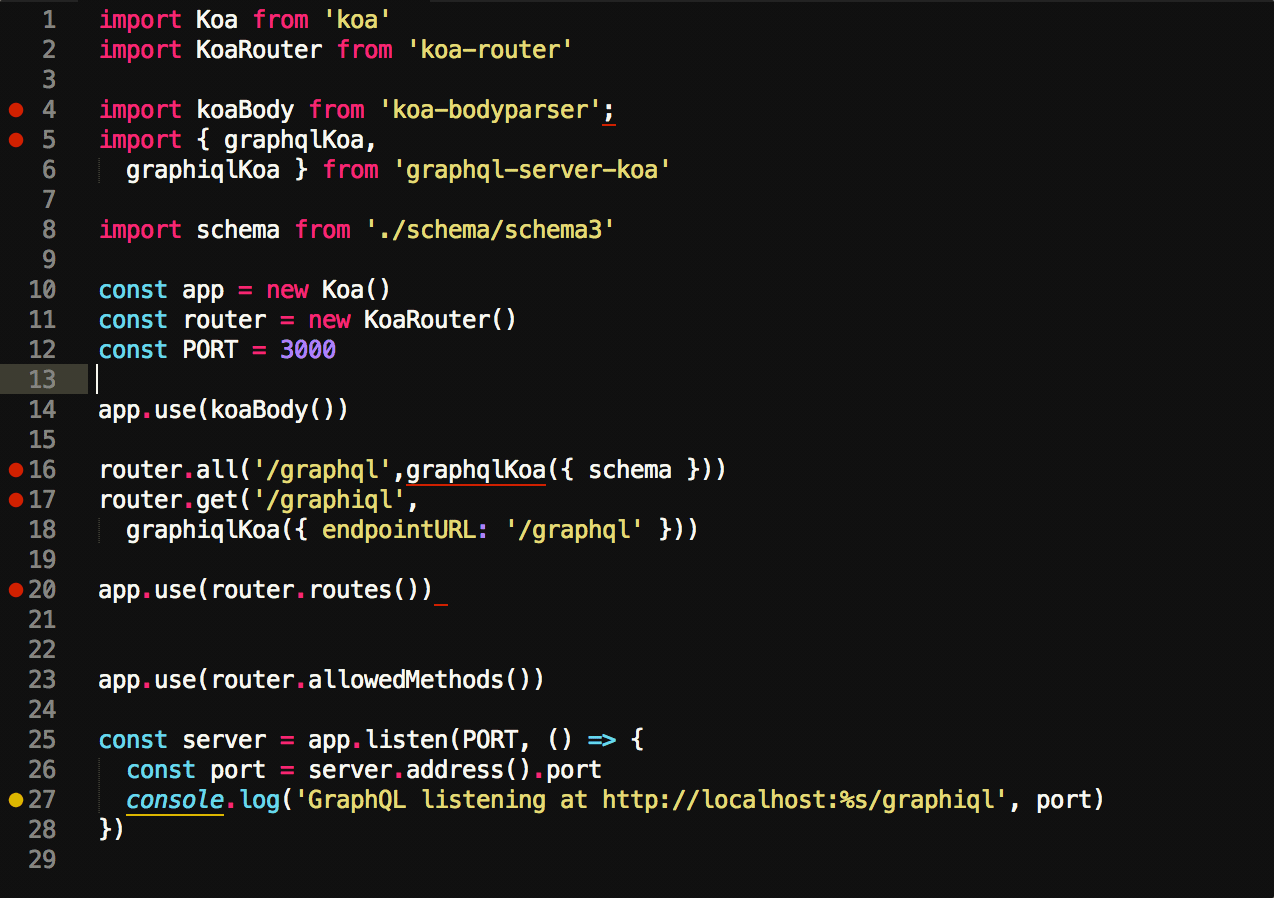 1 import Koa from 'koa'
2 import KoaRouter from 'koa-router'
3
4 import koaBody from 'koa-bodyparser';
5 import { graphqlKoa,
6   graphiqlKoa } from 'graphql-server-koa'
7
8 import schema from './schema/schema3'
9
10 const app = new Koa()
11 const router = new KoaRouter()
12 const PORT = 3000
13
14 app.use(koaBody())
15
16 router.all('/graphql',graphqlKoa({ schema }))
17 router.get('/graphiql',
18   graphiqlKoa({ endpointURL: '/graphql' }))
19
20 app.use(router.routes())
21
22
23 app.use(router.allowedMethods())
24
25 const server = app.listen(PORT, () => {
26   const port = server.address().port
27   console.log('GraphQL listening at http://localhost:%s/graphiql', port)
28 })
29